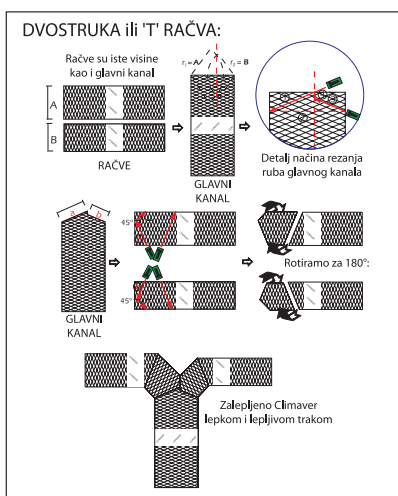 DVOSTRUKA ili 'T' RAČVA:
Račve su iste visine
kao i glavni kanal
r₁ = A
r₂ = B
A
B
RAČVE
GLAVNI
KANAL
Detalj načina rezanja
ruba glavnog kanala
a
b
45°
45°
Rotiramo za 180°:
GLAVNI
KANAL
Zalepljeno Climaver
lepkom i lepljivom trakom